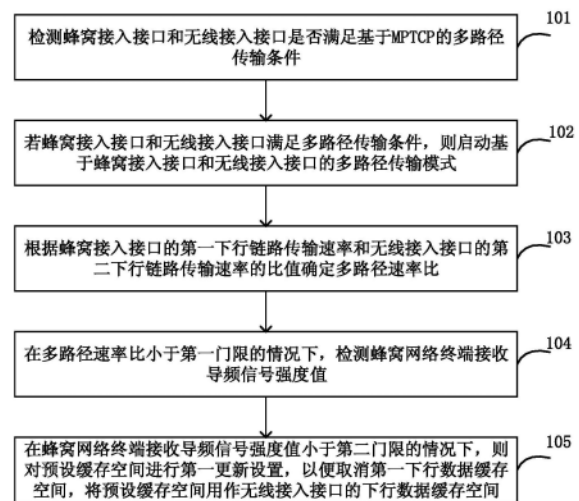 检测蜂窝接入接口和无线接入接口是否满足基于MPTCP的多路径
传输条件
101
若蜂窝接入接口和无线接入接口满足多路径传输条件，则启动基
于蜂窝接入接口和无线接入接口的多路径传输模式
102
根据蜂窝接入接口的第一下行链路传输速率和无线接入接口的第
二下行链路传输速率的比值确定多路径速率比
103
在多路径速率比小于第一门限的情况下，检测蜂窝网络终端接收
导频信号强度值
104
在蜂窝网络终端接收导频信号强度值小于第二门限的情况下，则
对预设缓存空间进行第一更新设置，以便取消第一下行数据缓存
空间，将预设缓存空间用作无线接入接口的下行数据缓存空间
105